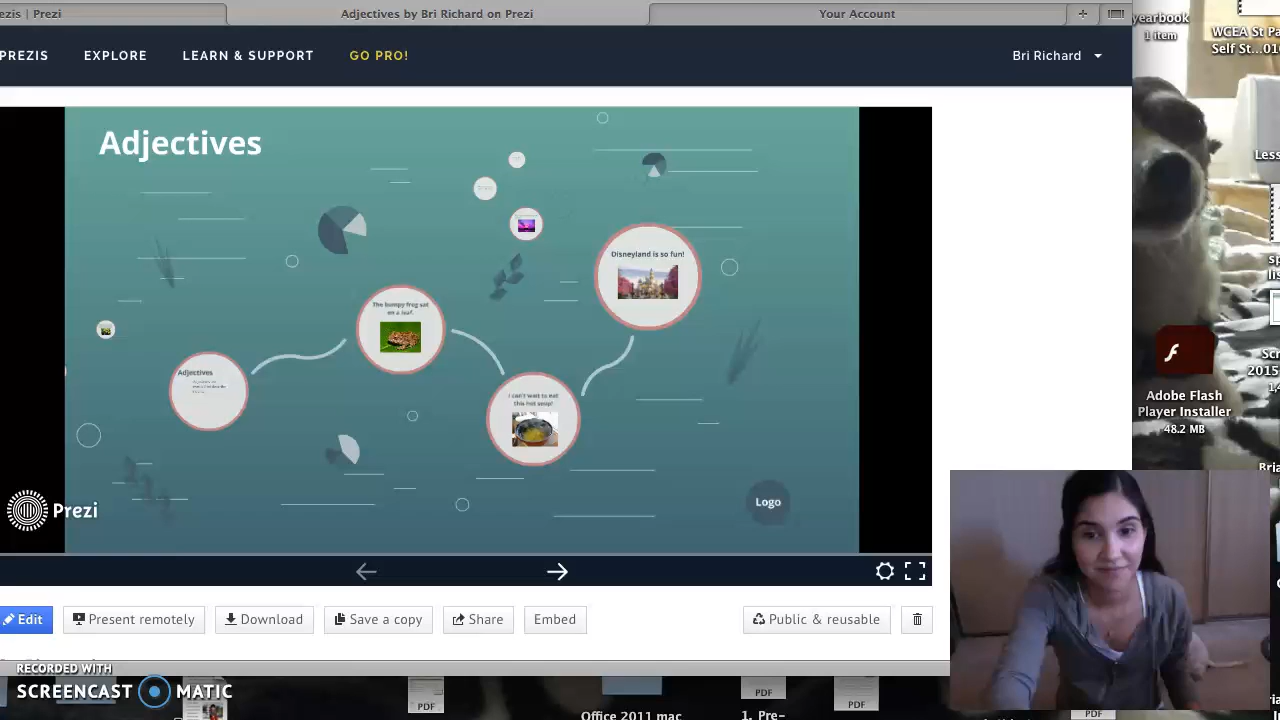 ezis | Prezi
Adjectives by Bri Richard on Prezi
Your Account
+
PREZIS
EXPLORE
LEARN & SUPPORT
GO PRO!
Bri Richard
yearbook
1 item
WCEA St Pa
Self St...01
Adjectives
Disneyland is so fun!
The bumpy frog sat
on a leaf.
Adjectives
I can't wait to eat
this hot soup!
Logo
Prezi
Less
Adobe Flash
Player Installer
48.2 MB
Scr
2015
Bria
Edit
Present remotely
Download
Save a copy
Share
Embed
Public & reusable
RECORDED WITH
SCREENCAST MATIC
PDF
Office 2011 mac
PDF
1. Pre-
PDF
PDF